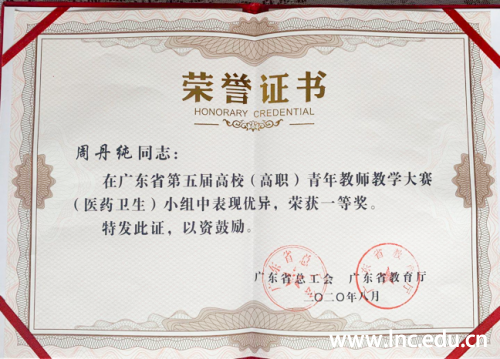 荣誉证书
HONORARY CREDENTIAL
周丹纯同志：
在广东省第五届高校（高职）青年教师教学大赛
（医药卫生）小组中表现优异，荣获一等奖。
特发此证，以资鼓励。
广东省总工会 广东省教育厅
二〇二〇年八月
www.lnc.edu.cn